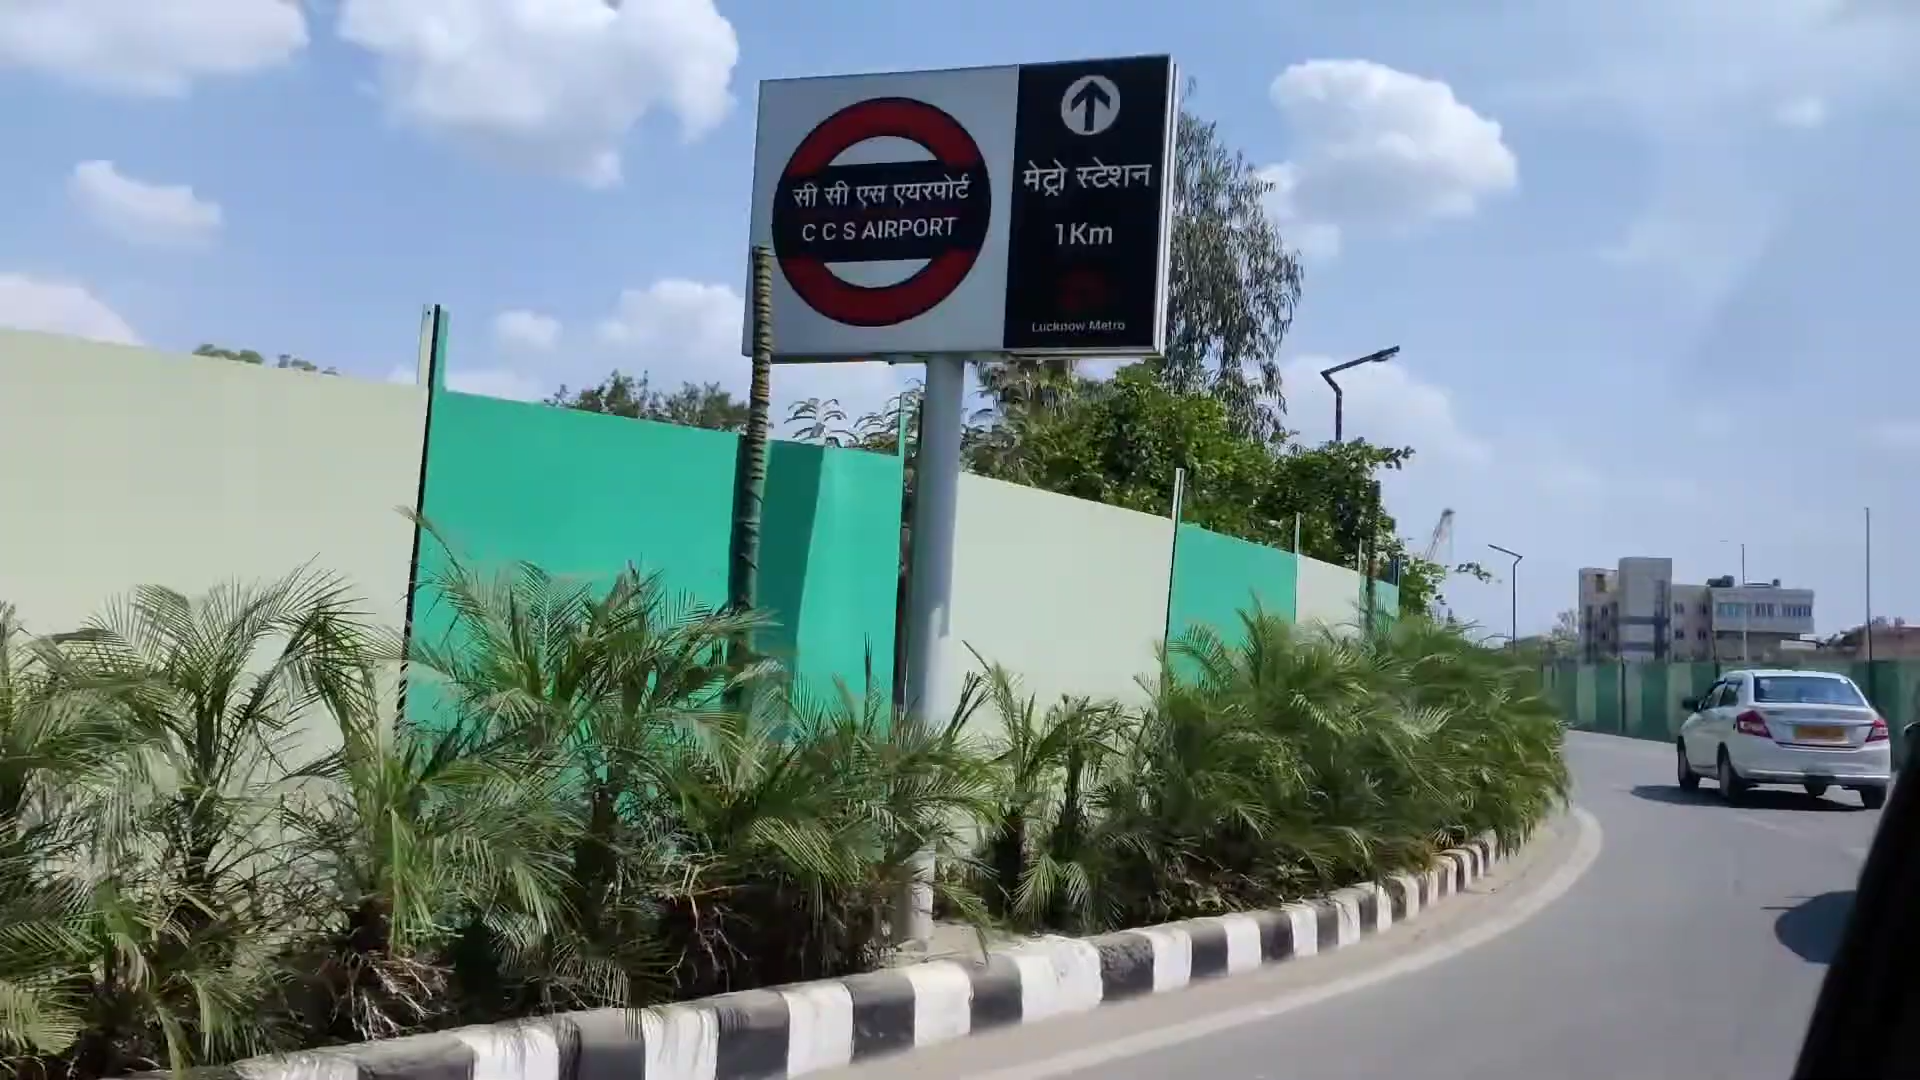 सी सी एस एयरपोर्ट
C C S AIRPORT
मेट्रो स्टेशन
1Km
Lucknow Metro